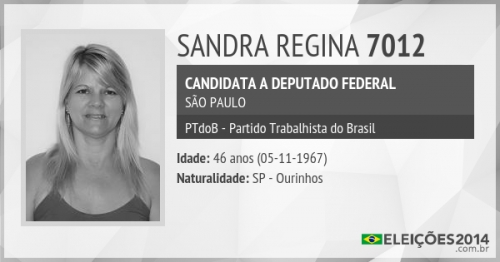 SANDRA REGINA 7012
CANDIDATA A DEPUTADO FEDERAL
SÃO PAULO
PTdoB - Partido Trabalhista do Brasil
Idade: 46 anos (05-11-1967)
Naturalidade: SP - Ourinhos
ELEIÇÕES2014
.com.br